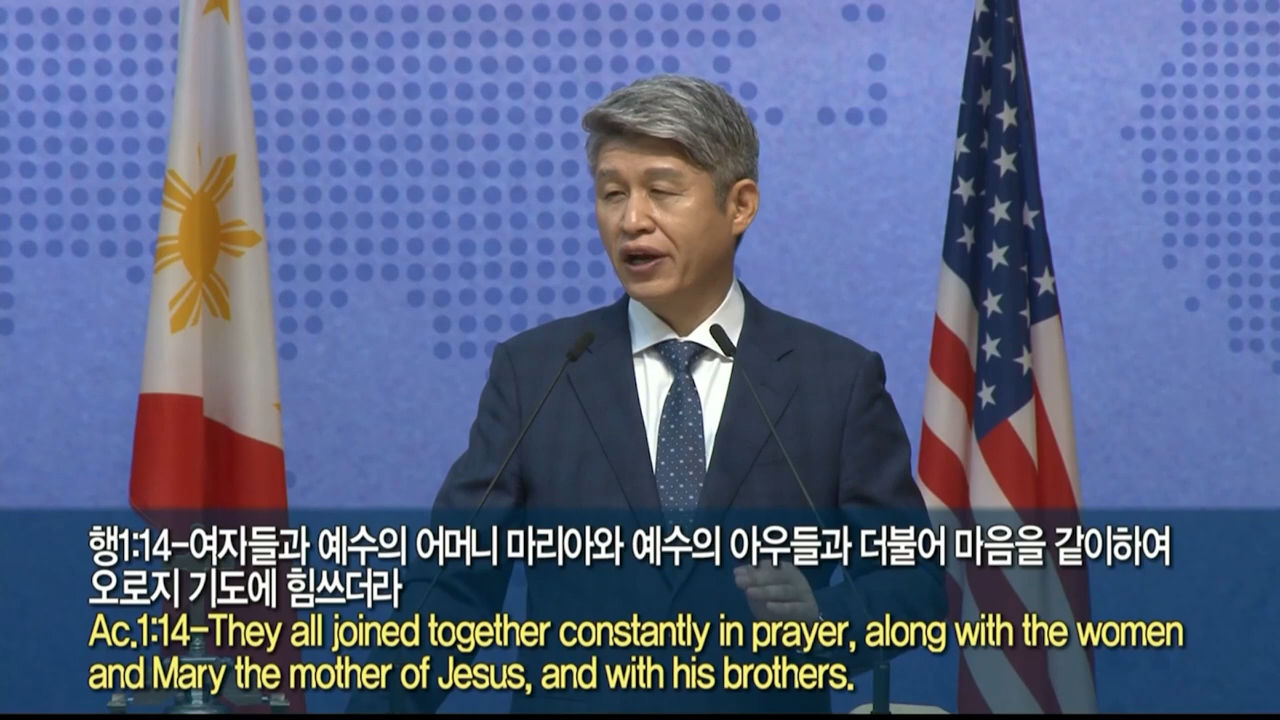 행1:14-여자들과 예수의 어머니 마리아와 예수의 아우들과 더불어 마음을 같이하여
오로지 기도에 힘쓰더라
Ac.1:14-They all joined together constantly in prayer, along with the women
and Mary the mother of Jesus, and with his brothers.